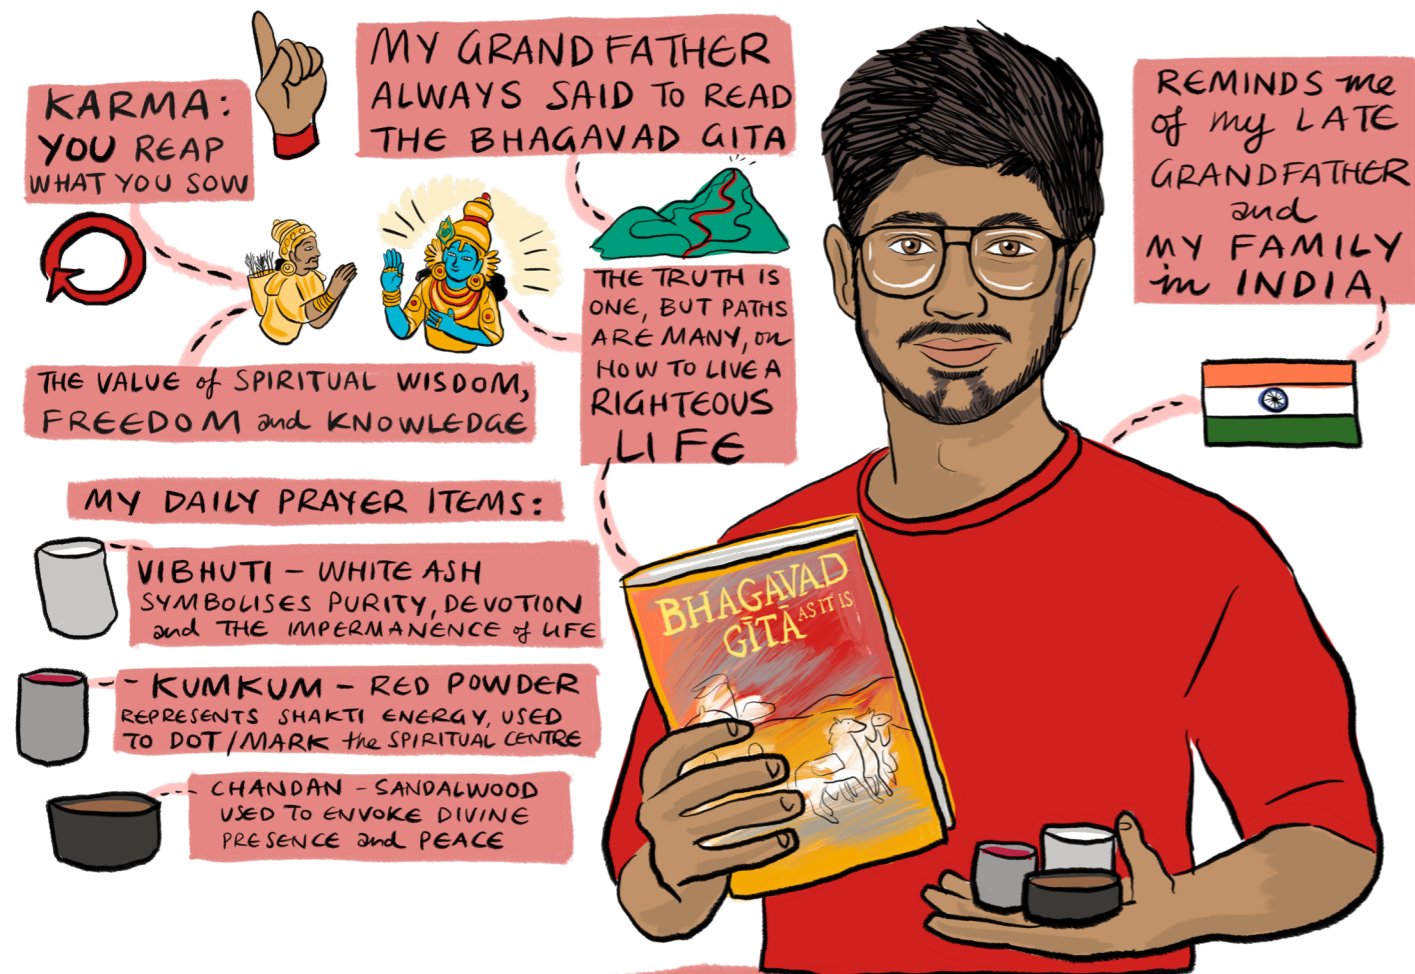 KARMA:
YOU REAP
WHAT YOU SOW
MY GRANDFATHER
ALWAYS SAID TO READ
THE BHAGAVAD GITA
REMINDS me
of my LATE
GRANDFATHER
and
MY FAMILY
in INDIA
THE TRUTH IS
ONE, BUT PATHS
ARE MANY, on
HOW TO LIVE A
RIGHTEOUS
LIFE
THE VALUE of SPIRITUAL WISDOM,
FREEDOM and KNOWLEDGE
MY DAILY PRAYER ITEMS:
VIBHUTI - WHITE ASH
SYMBOLISES PURITY, DEVOTION
and THE IMPERMANENCE of LIFE
KUMKUM - RED POWDER
REPRESENTS SHAKTI ENERGY, USED
TO DOT/MARK the SPIRITUAL CENTRE
CHANDAN - SANDALWOOD
USED TO ENVOKE DIVINE
PRESENCE and PEACE
BHAGAVAD
GĪTĀ AS IT IS